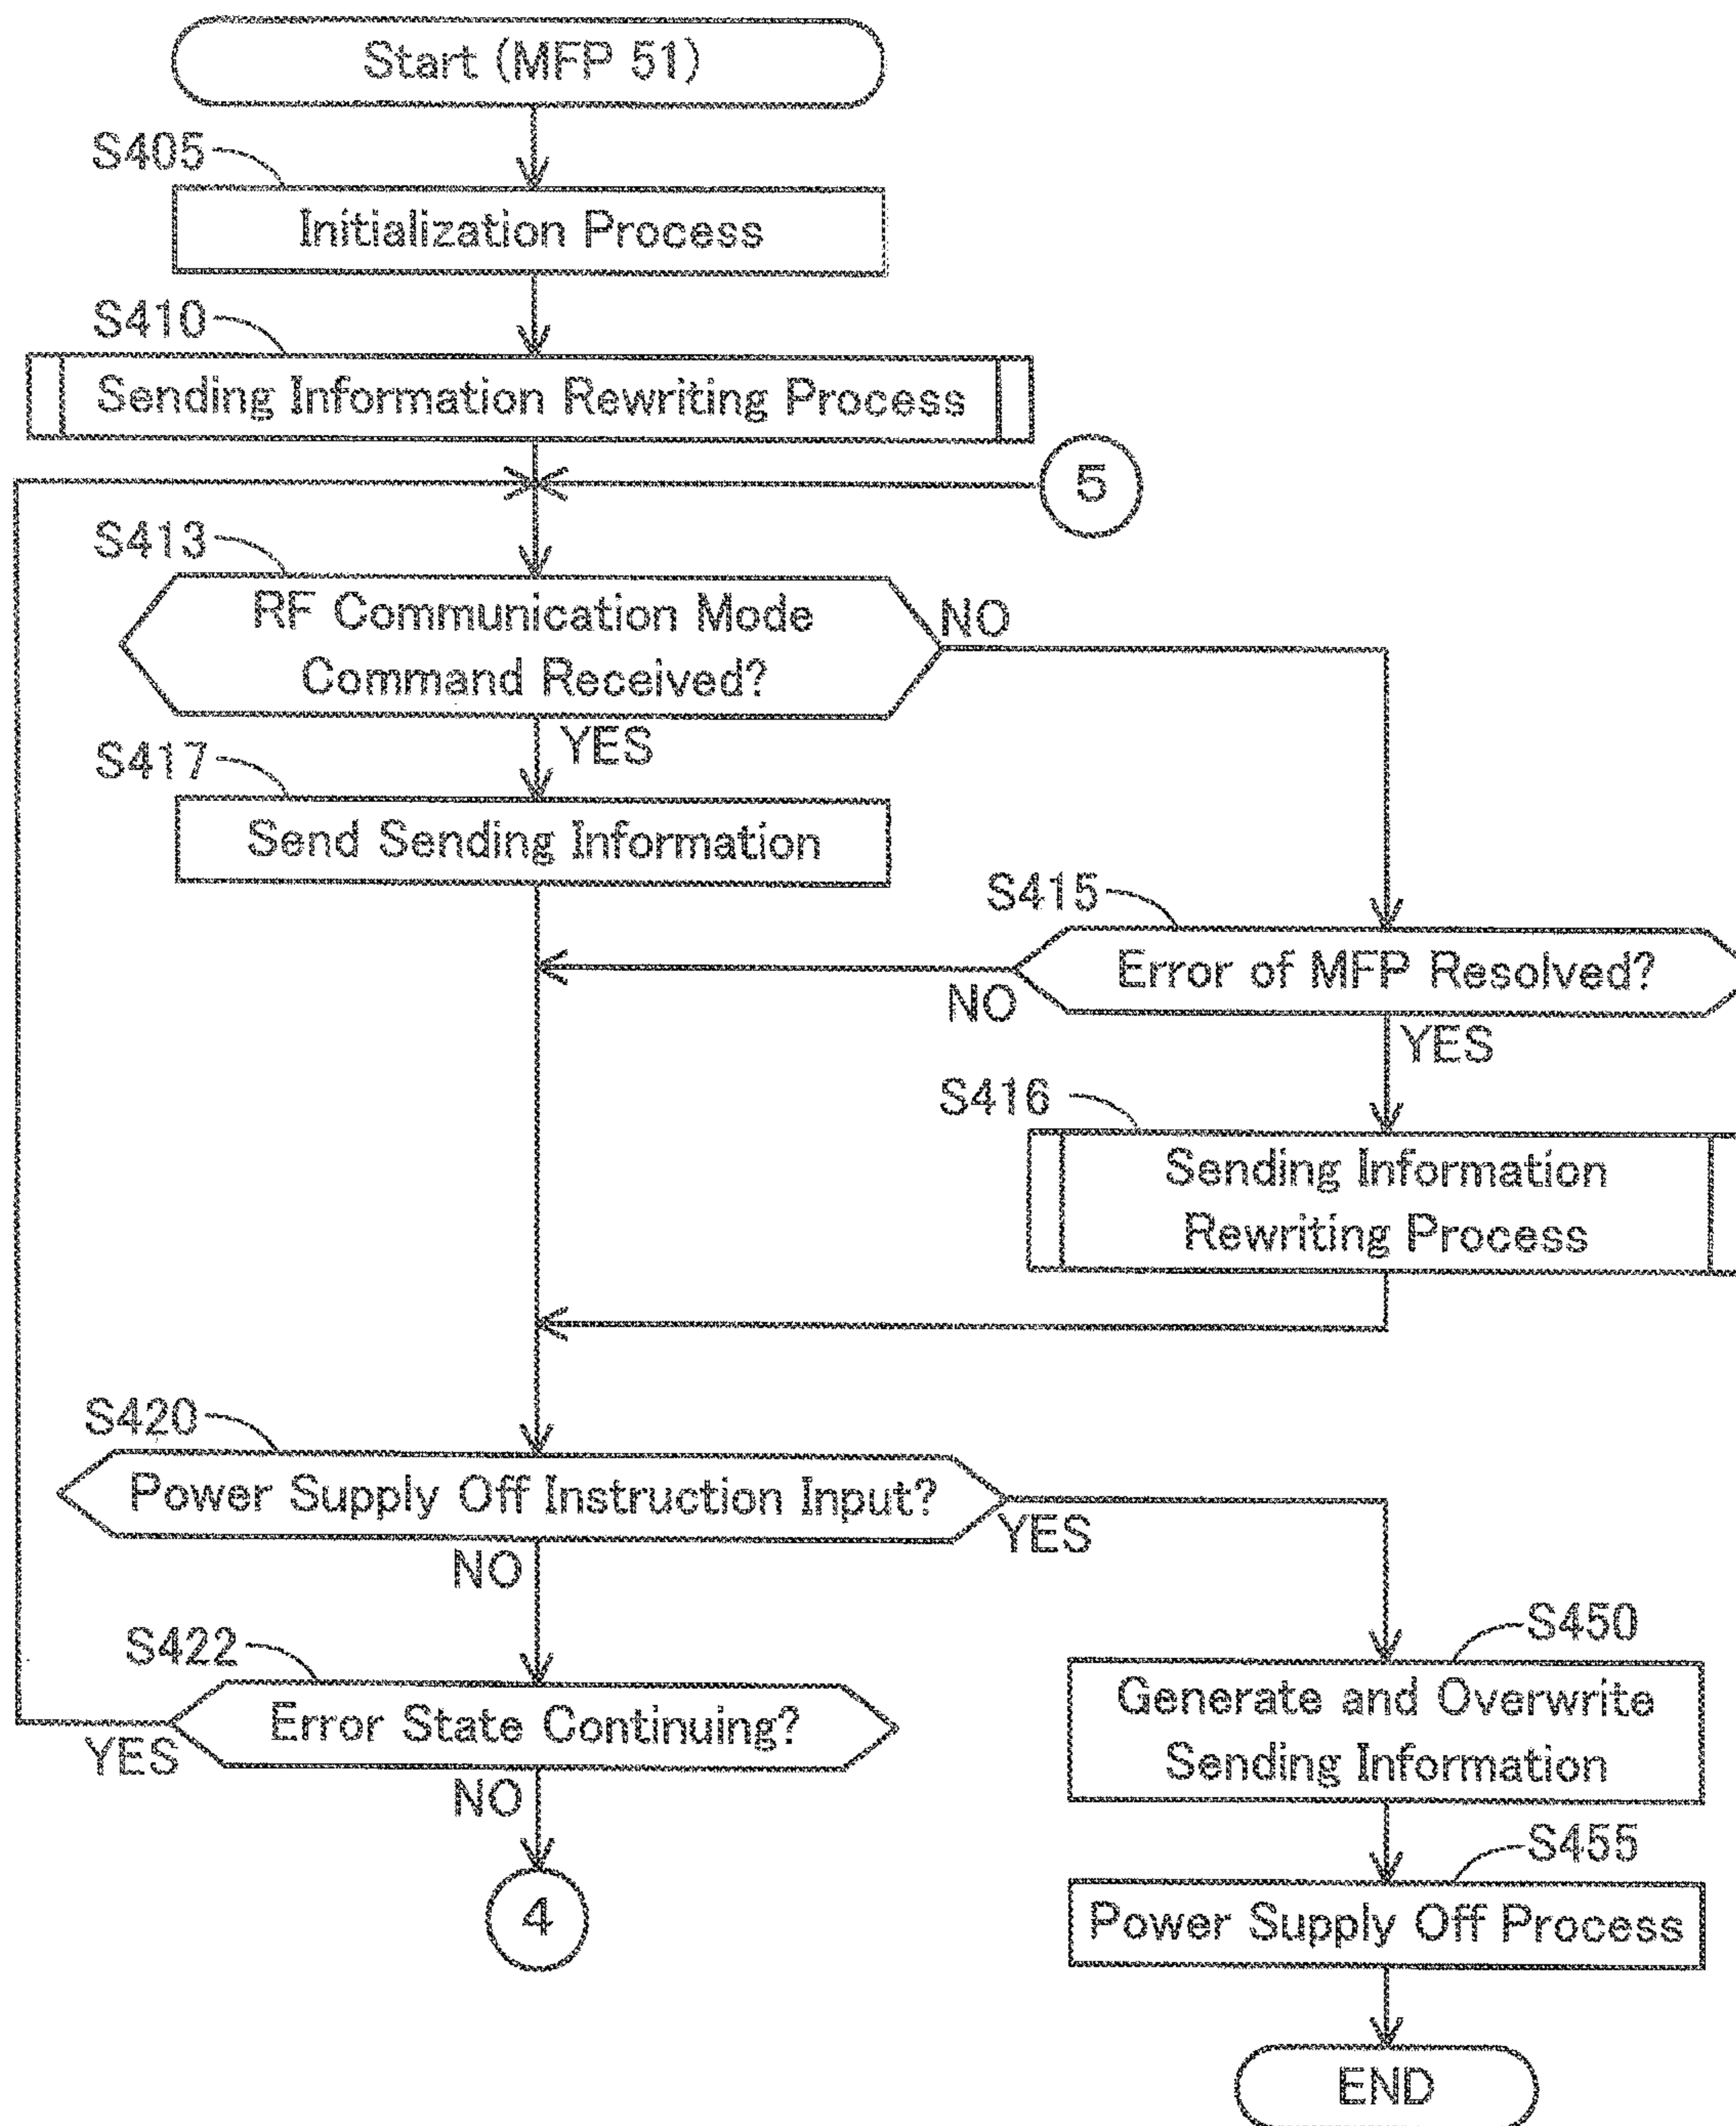 Start (MFP 51)
S405
Initialization Process
S410
Sending Information Rewriting Process
5
S413
RF Communication Mode
Command Received?
NO
YES
S417
Send Sending Information
S415
Error of MFP Resolved?
NO
YES
S416
Sending Information
Rewriting Process
S420
Power Supply Off Instruction Input?
YES
NO
S422
Error State Continuing?
YES
NO
4
S450
Generate and Overwrite
Sending Information
S455
Power Supply Off Process
END